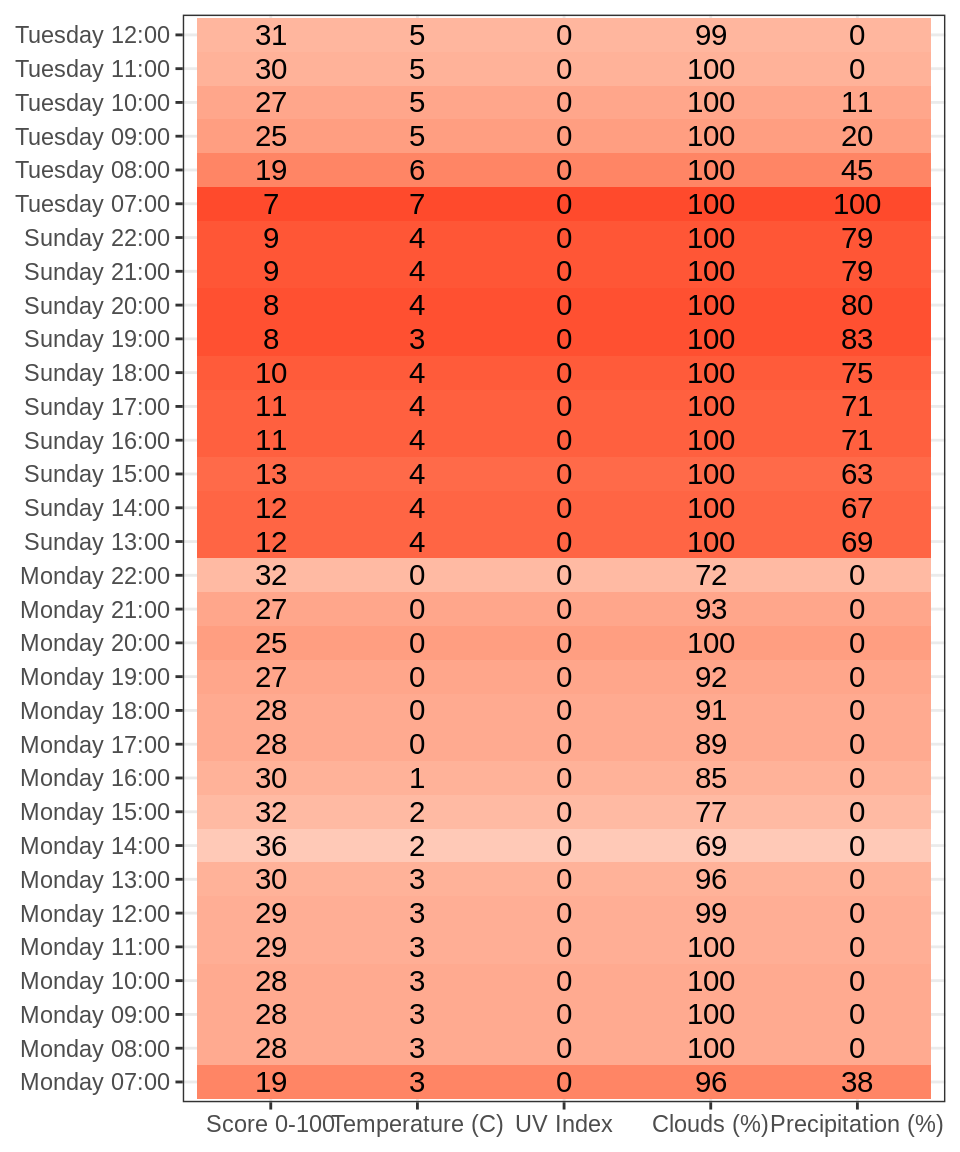 Tuesday 12:00 31 5 0 99 0
Tuesday 11:00 30 5 0 100 0
Tuesday 10:00 27 5 0 100 11
Tuesday 09:00 25 5 0 100 20
Tuesday 08:00 19 6 0 100 45
Tuesday 07:00 7 7 0 100 100
Sunday 22:00 9 4 0 100 79
Sunday 21:00 9 4 0 100 79
Sunday 20:00 8 4 0 100 80
Sunday 19:00 8 3 0 100 83
Sunday 18:00 10 4 0 100 75
Sunday 17:00 11 4 0 100 71
Sunday 16:00 11 4 0 100 71
Sunday 15:00 13 4 0 100 63
Sunday 14:00 12 4 0 100 67
Sunday 13:00 12 4 0 100 69
Monday 22:00 32 0 0 72 0
Monday 21:00 27 0 0 93 0
Monday 20:00 25 0 0 100 0
Monday 19:00 27 0 0 92 0
Monday 18:00 28 0 0 91 0
Monday 17:00 28 0 0 89 0
Monday 16:00 30 1 0 85 0
Monday 15:00 32 2 0 77 0
Monday 14:00 36 2 0 69 0
Monday 13:00 30 3 0 96 0
Monday 12:00 29 3 0 99 0
Monday 11:00 29 3 0 100 0
Monday 10:00 28 3 0 100 0
Monday 09:00 28 3 0 100 0
Monday 08:00 28 3 0 100 0
Monday 07:00 19 3 0 96 38
Score 0-100 Temperature (C) UV Index Clouds (%) Precipitation (%)